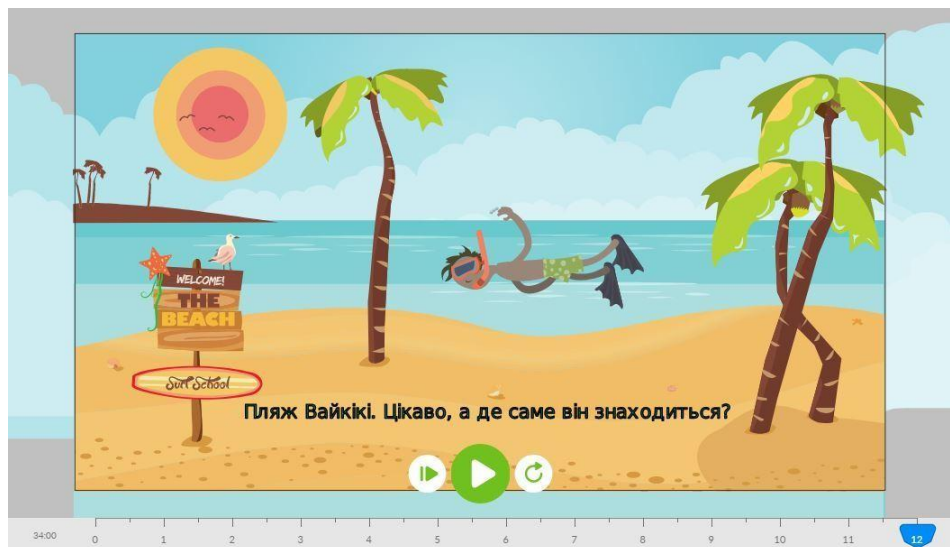 WELCOME!
THE
BEACH
Surf School
Пляж Вайкікі. Цікаво, а де саме він знаходиться?
34:00
0 1 2 3 4 5 6 7 8 9 10 11 12